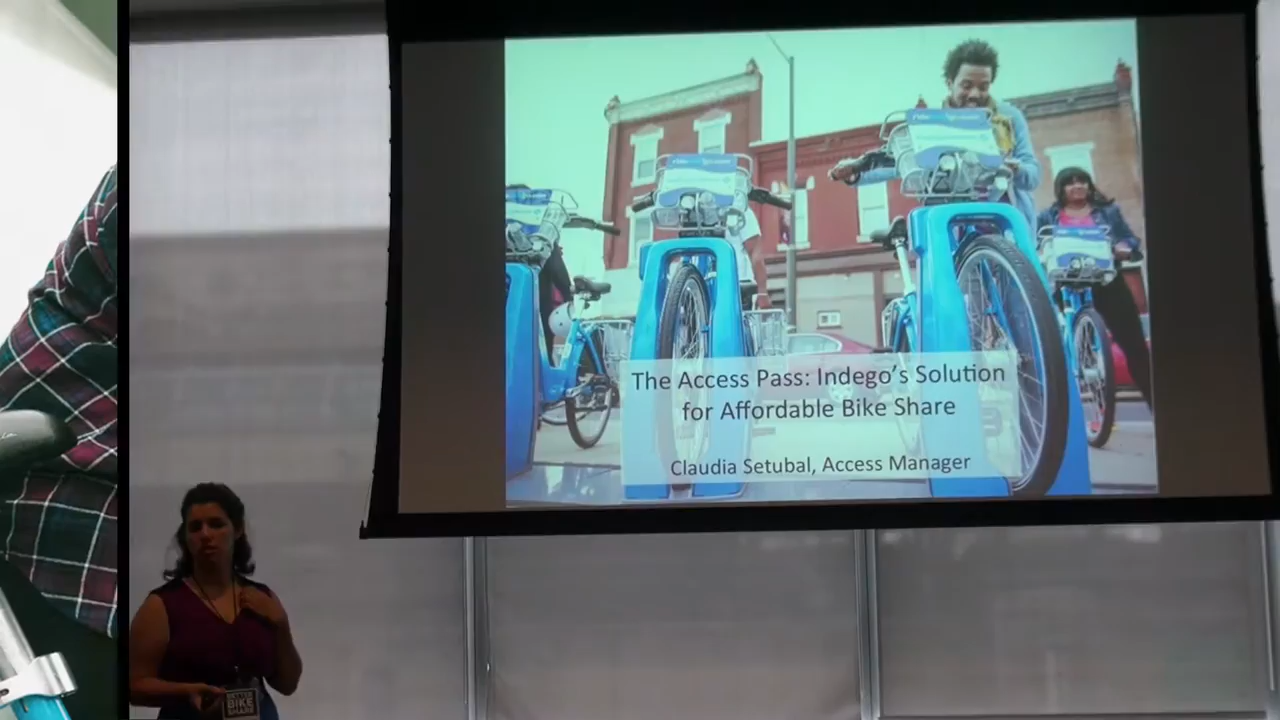 The Access Pass: Indego's Solution
for Affordable Bike Share
Claudia Setubal, Access Manager
BETTER
BIKE
SHARE